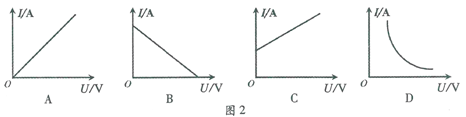 I/A I/A I/A I/A
O U/V O U/V O U/V O U/V
A B C D
图2